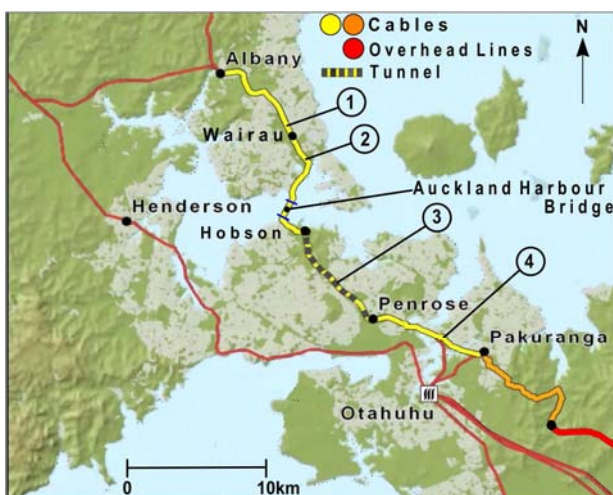 Cables
Overhead Lines
Tunnel
N
Albany
1
Wairau
2
Auckland Harbour
Bridge
Henderson
Hobson
3
4
Penrose
Pakuranga
Otahuhu
0
10km